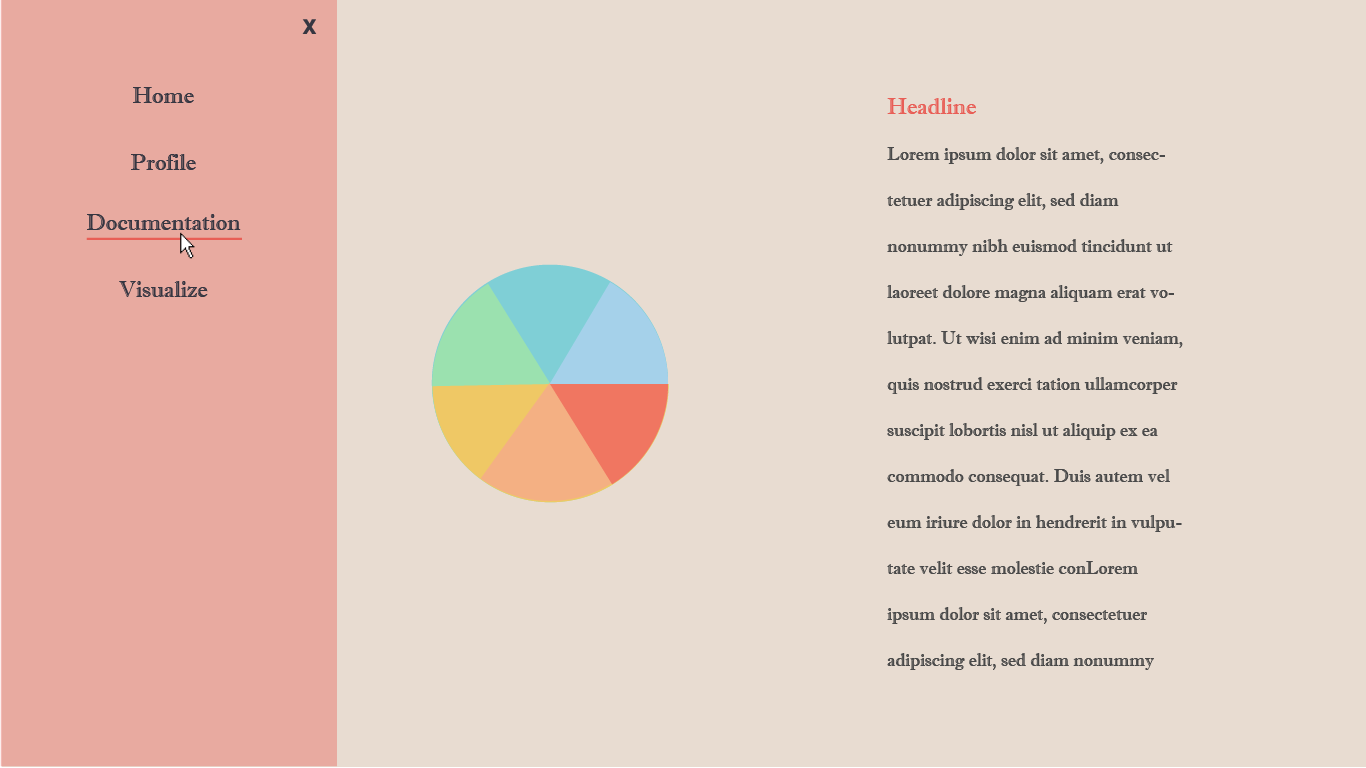 X
Home
Profile
Documentation
Visualize
Headline
Lorem ipsum dolor sit amet, consec-
tetuer adipiscing elit, sed diam
nonummy nibh euismod tincidunt ut
laoreet dolore magna aliquam erat vo-
lutpat. Ut wisi enim ad minim veniam,
quis nostrud exerci tation ullamcorper
suscipit lobortis nisl ut aliquip ex ea
commodo consequat. Duis autem vel
eum iriure dolor in hendrerit in vulpu-
tate velit esse molestie conLorem
ipsum dolor sit amet, consectetuer
adipiscing elit, sed diam nonummy